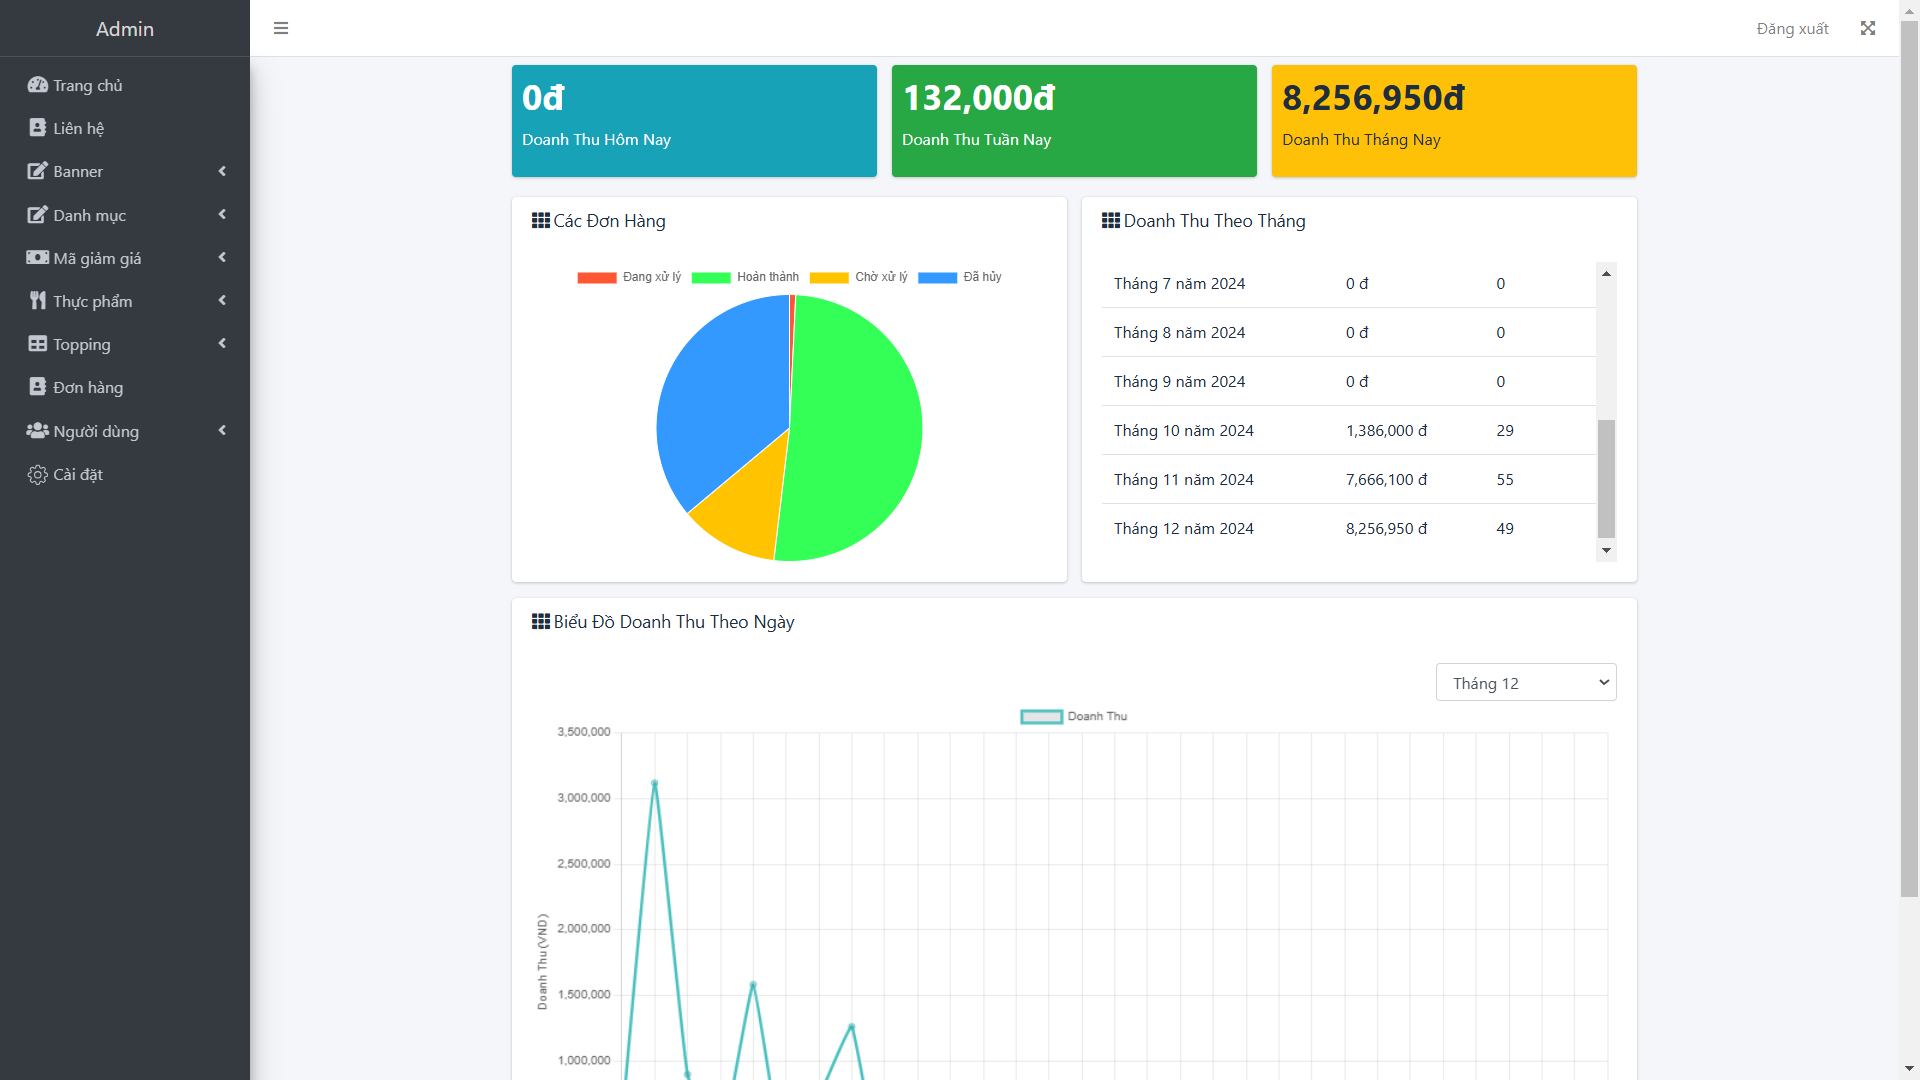 Admin
Trang chủ
Liên hệ
Banner
Danh mục
Mã giảm giá
Thực phẩm
Topping
Đơn hàng
Người dùng
Cài đặt
Đăng xuất
0đ
Doanh Thu Hôm Nay
132,000đ
Doanh Thu Tuần Nay
8,256,950đ
Doanh Thu Tháng Nay
Các Đơn Hàng
Đang xử lý Hoàn thành Chờ xử lý Đã hủy
Doanh Thu Theo Tháng
Tháng 7 năm 2024 0 đ 0
Tháng 8 năm 2024 0 đ 0
Tháng 9 năm 2024 0 đ 0
Tháng 10 năm 2024 1,386,000 đ 29
Tháng 11 năm 2024 7,666,100 đ 55
Tháng 12 năm 2024 8,256,950 đ 49
Biểu Đồ Doanh Thu Theo Ngày
Tháng 12
Doanh Thu
3,500,000
3,000,000
2,500,000
2,000,000
1,500,000
1,000,000
Doanh Thu (VND)